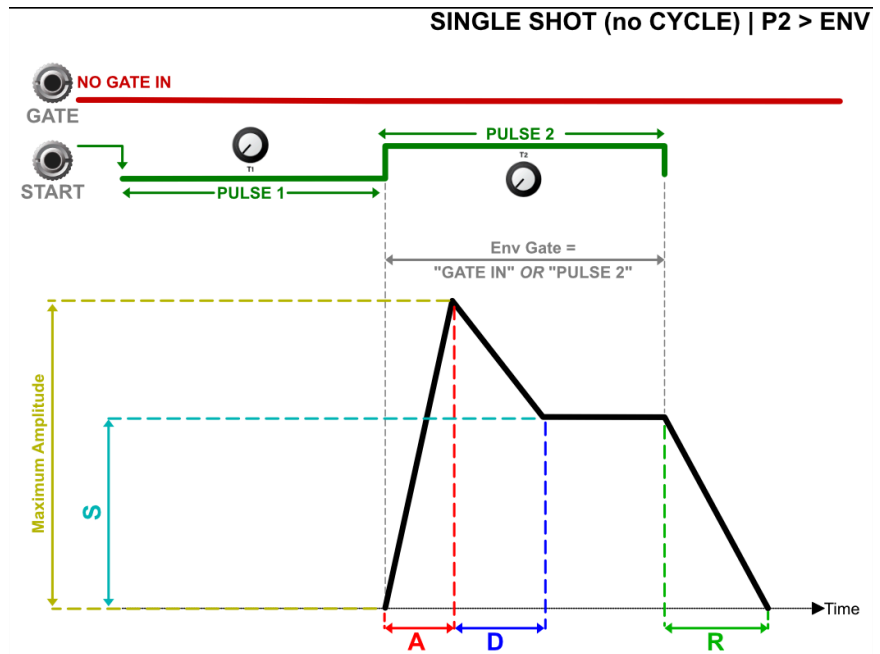 SINGLE SHOT (no CYCLE) | P2 > ENV
NO GATE IN
GATE
PULSE 2
T1
T2
START
PULSE 1
Env Gate =
"GATE IN" OR "PULSE 2"
Maximum Amplitude
S
Time
A
D
R